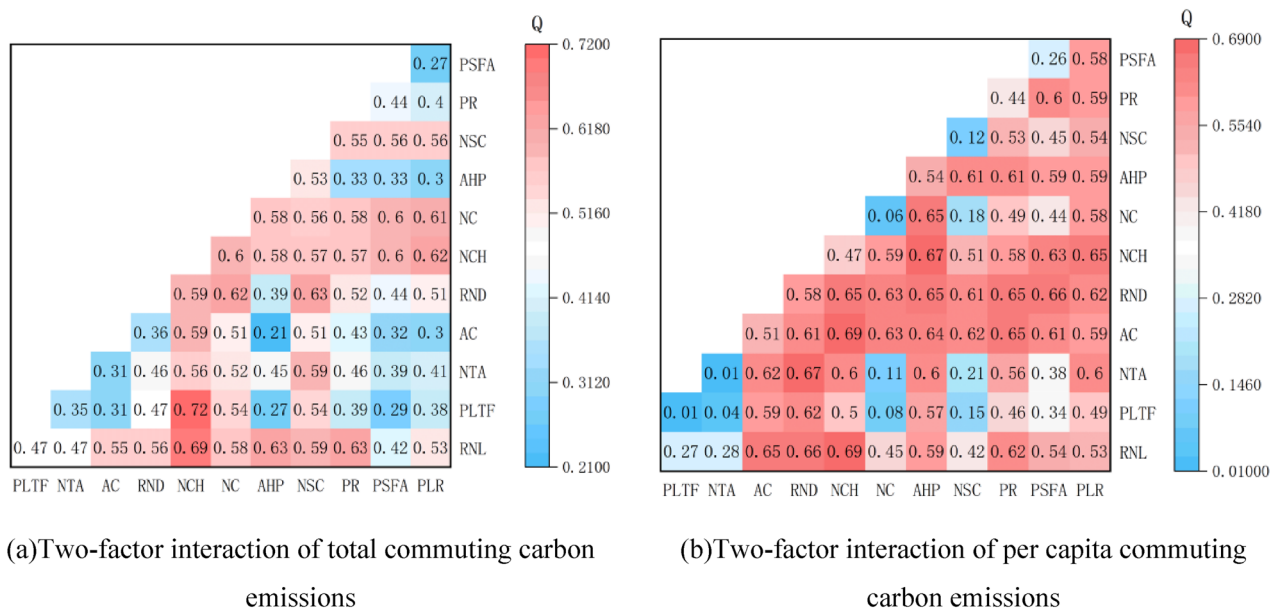 Q
0.7200
0.6180
0.5160
0.4140
0.3120
0.2100
0.27 PSFA
0.44 0.4 PR
0.55 0.56 0.56 NSC
0.53 0.33 0.33 0.3 AHP
0.58 0.56 0.58 0.6 0.61 NC
0.6 0.58 0.57 0.57 0.6 0.62 NCH
0.59 0.62 0.39 0.63 0.52 0.44 0.51 RND
0.36 0.59 0.51 0.21 0.51 0.43 0.32 0.3 AC
0.31 0.46 0.56 0.52 0.45 0.59 0.46 0.39 0.41 NTA
0.35 0.31 0.47 0.72 0.54 0.27 0.54 0.39 0.29 0.38 PLTF
0.47 0.47 0.55 0.56 0.69 0.58 0.63 0.59 0.63 0.42 0.53 RNL
PLTF NTA AC RND NCH NC AHP NSC PR PSFA PLR
(a)Two-factor interaction of total commuting carbon
emissions
Q
0.6900
0.5540
0.4180
0.2820
0.1460
0.01000
0.26 0.58 PSFA
0.44 0.6 0.59 PR
0.12 0.53 0.45 0.54 NSC
0.54 0.61 0.61 0.59 0.59 AHP
0.06 0.65 0.18 0.49 0.44 0.58 NC
0.47 0.59 0.67 0.51 0.58 0.63 0.65 NCH
0.58 0.65 0.63 0.65 0.61 0.65 0.66 0.62 RND
0.51 0.61 0.69 0.63 0.64 0.62 0.65 0.61 0.59 AC
0.01 0.62 0.67 0.6 0.11 0.6 0.21 0.56 0.38 0.6 NTA
0.01 0.04 0.59 0.62 0.5 0.08 0.57 0.15 0.46 0.34 0.49 PLTF
0.27 0.28 0.65 0.66 0.69 0.45 0.59 0.42 0.62 0.54 0.53 RNL
PLTF NTA AC RND NCH NC AHP NSC PR PSFA PLR
(b)Two-factor interaction of per capita commuting
carbon emissions